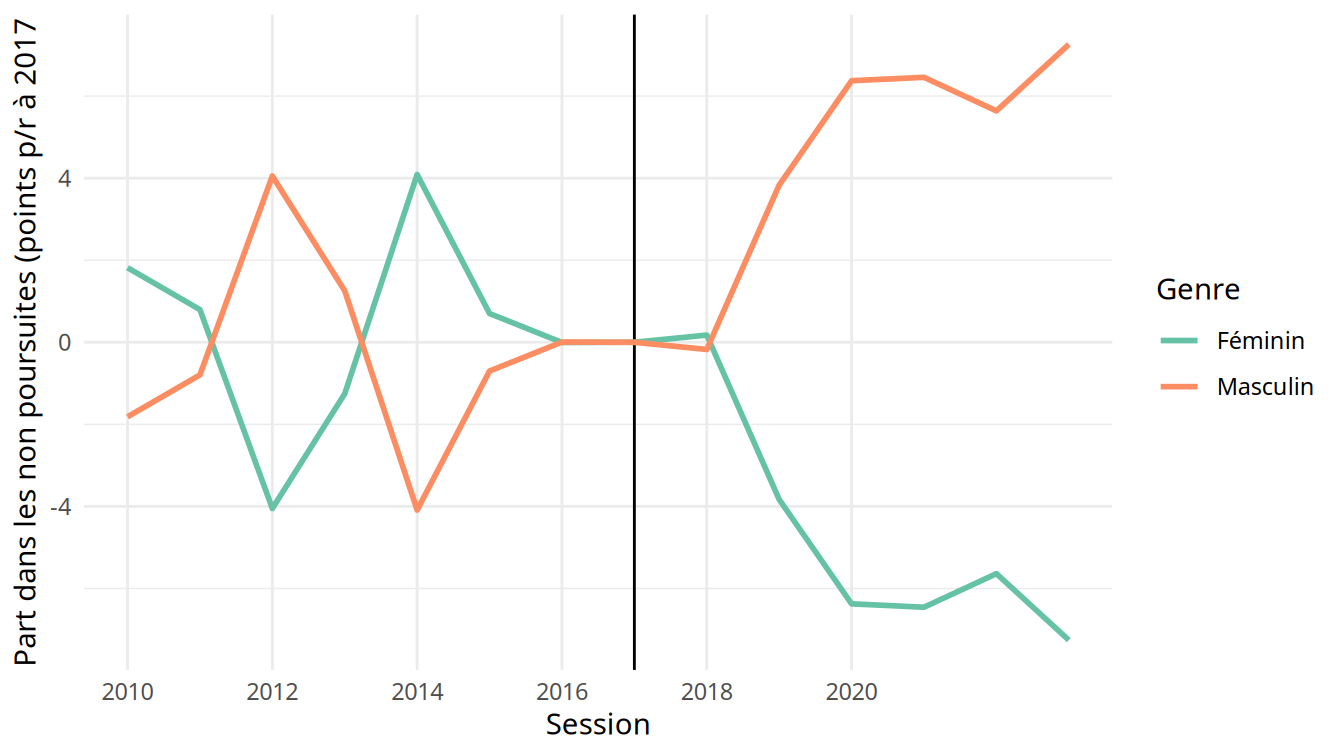 Part dans les non poursuites (points p/r à 2017
4
0
-4
2010 2012 2014 2016 2018 2020
Session
Genre
Féminin
Masculin